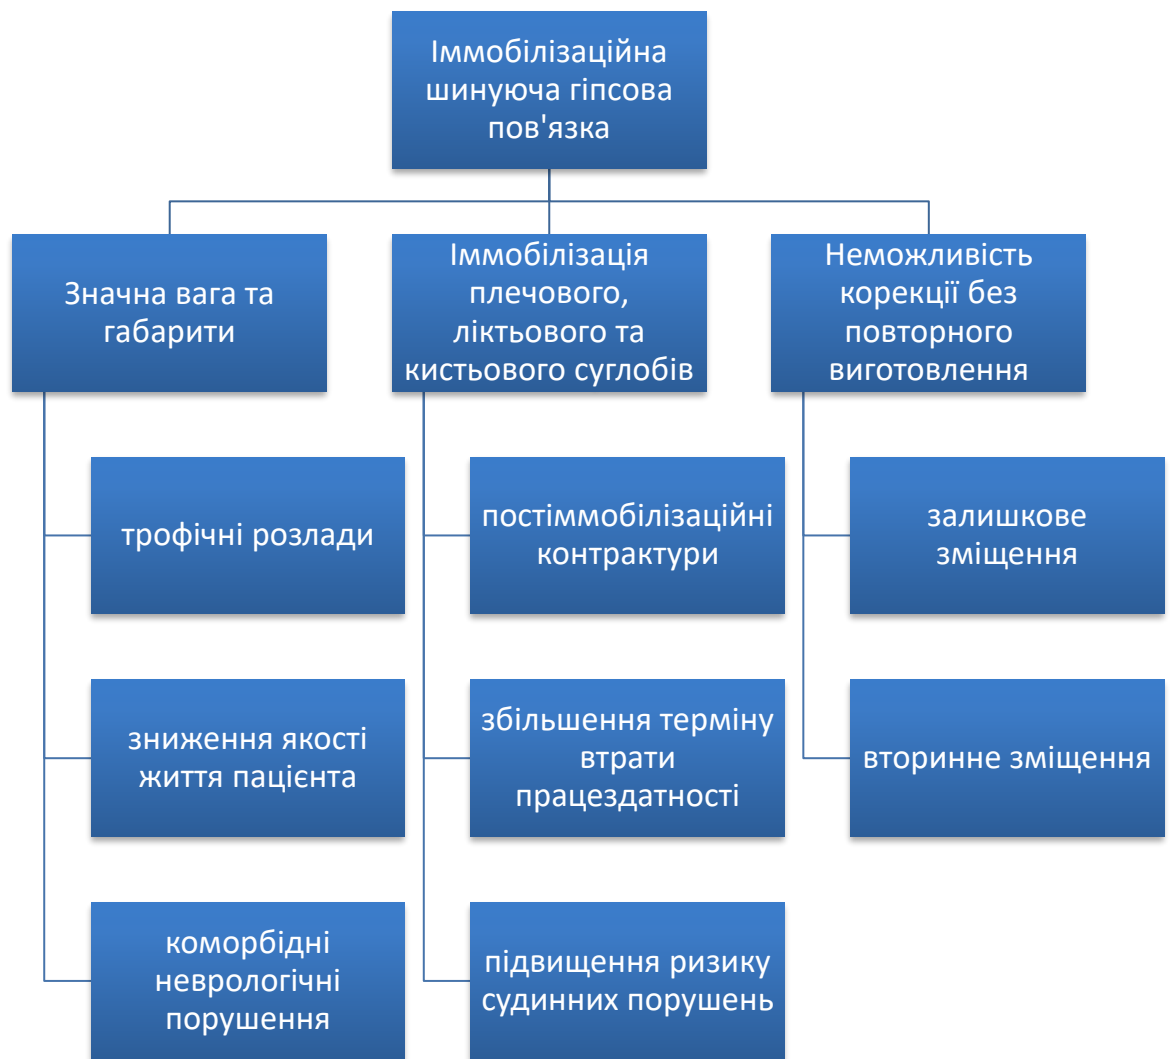 Іммобілізаційна
шинуюча гіпсова
пов'язка
Значна вага та
габарити
Іммобілізація
плечового,
ліктьового та
кистьового суглобів
Неможливість
корекції без
повторного
виготовлення
трофічні розлади
постіммобілізаційні
контрактури
залишкове
зміщення
зниження якості
життя пацієнта
збільшення терміну
втрати
працездатності
вторинне зміщення
коморбідні
неврологічні
порушення
підвищення ризику
судинних порушень